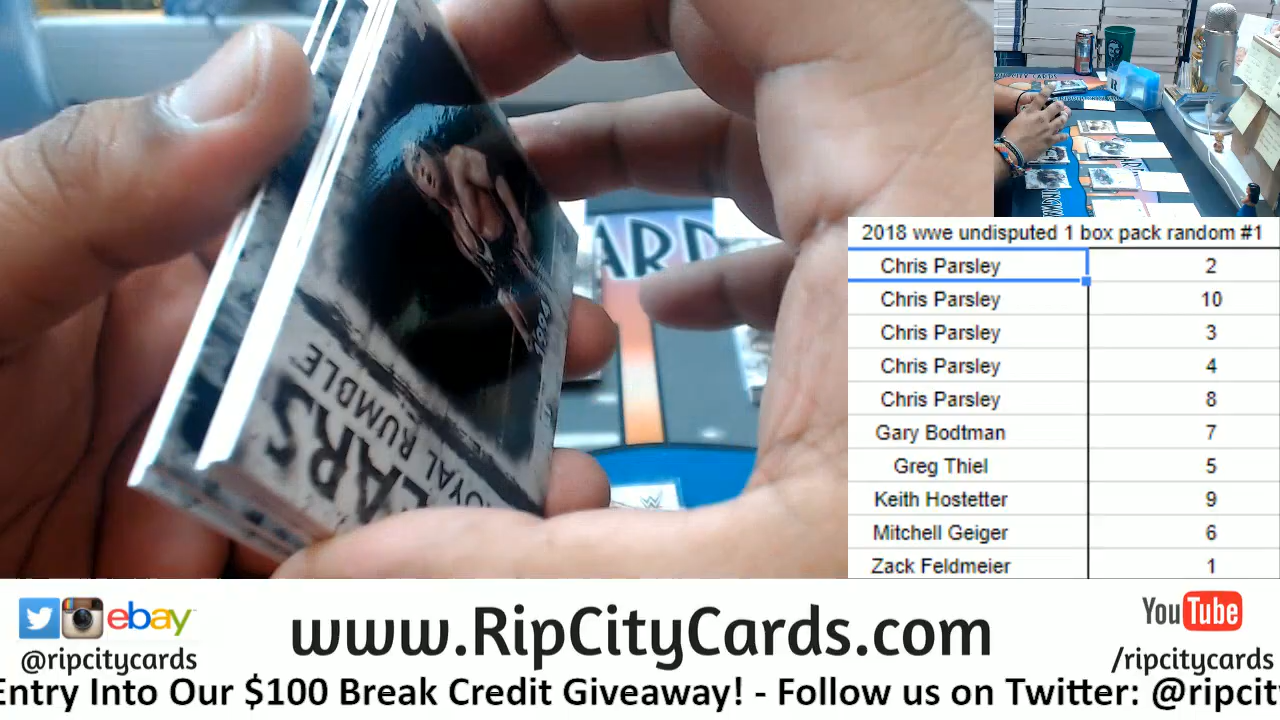 EARS
ROYAL RUMBLE
1994
ARD
2018 wwe undisputed 1 box pack random #1
Chris Parsley 2
Chris Parsley 10
Chris Parsley 3
Chris Parsley 4
Chris Parsley 8
Gary Bodtman 7
Greg Thiel 5
Keith Hostetter 9
Mitchell Geiger 6
Zack Feldmeier 1
ebay
@ripcitycards
www.RipCityCards.com
YouTube
/ripcitycards
Entry Into Our $100 Break Credit Giveaway! - Follow us on Twitter: @ripcit